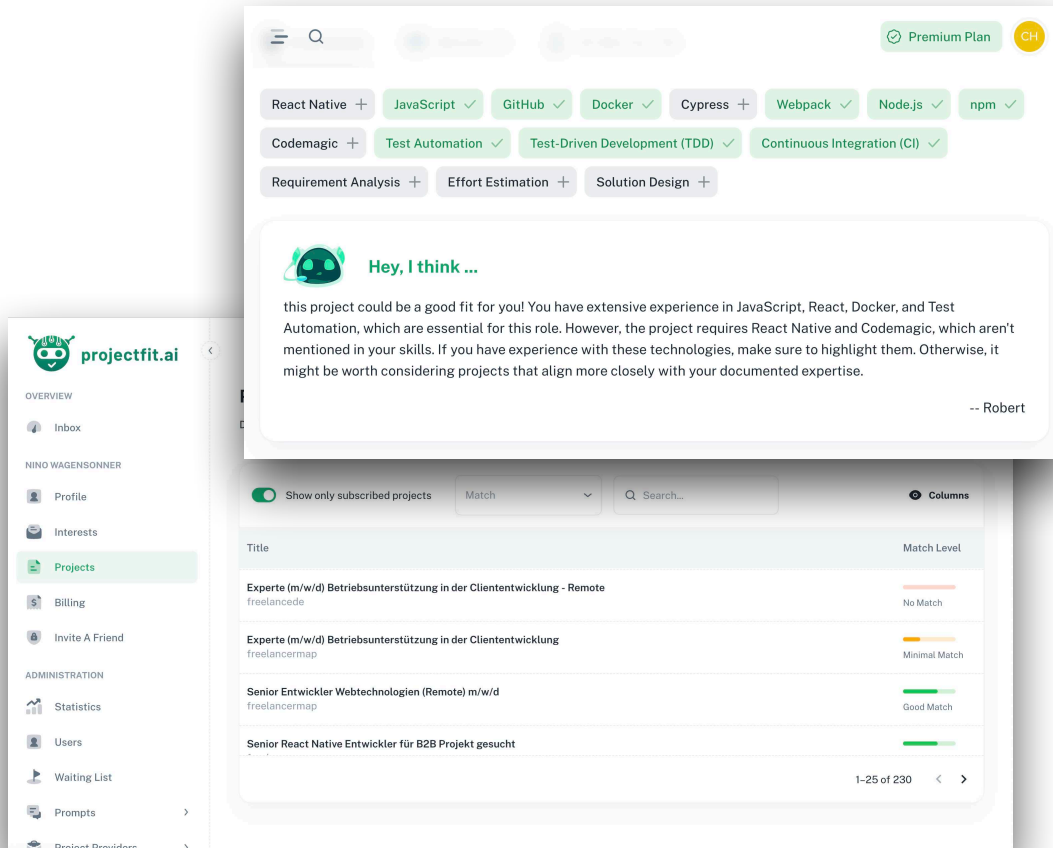 Premium Plan
CH
React Native
JavaScript
GitHub
Docker
Cypress
Webpack
Node.js
npm
Codemagic
Test Automation
Test-Driven Development (TDD)
Continuous Integration (CI)
Requirement Analysis
Effort Estimation
Solution Design
Hey, I think ...
this project could be a good fit for you! You have extensive experience in JavaScript, React, Docker, and Test
Automation, which are essential for this role. However, the project requires React Native and Codemagic, which aren't
mentioned in your skills. If you have experience with these technologies, make sure to highlight them. Otherwise, it
might be worth considering projects that align more closely with your documented expertise.
-- Robert
projectfit.ai
OVERVIEW
Inbox
NINO WAGENSONNER
Profile
Interests
Projects
Billing
Invite A Friend
ADMINISTRATION
Statistics
Users
Waiting List
Prompts
Project Providers
Show only subscribed projects
Match
Search...
Columns
Title
Match Level
Experte (m/w/d) Betriebsunterstützung in der Cliententwicklung - Remote
freelancede
No Match
Experte (m/w/d) Betriebsunterstützung in der Cliententwicklung
freelancermap
Minimal Match
Senior Entwickler Webtechnologien (Remote) m/w/d
freelancermap
Good Match
Senior React Native Entwickler für B2B Projekt gesucht
1–25 of 230